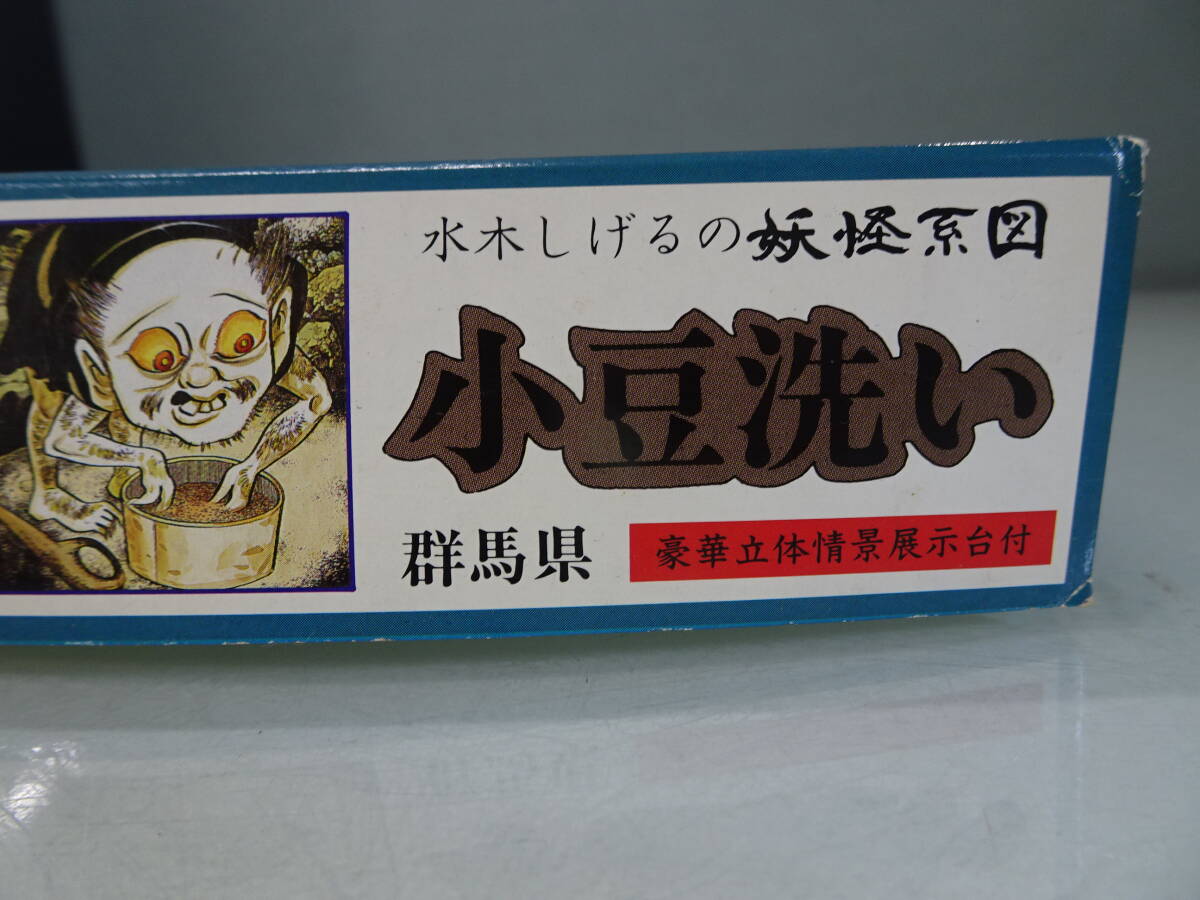 水木しげるの妖怪系図
小豆洗い
群馬県
豪華立体情景展示台付